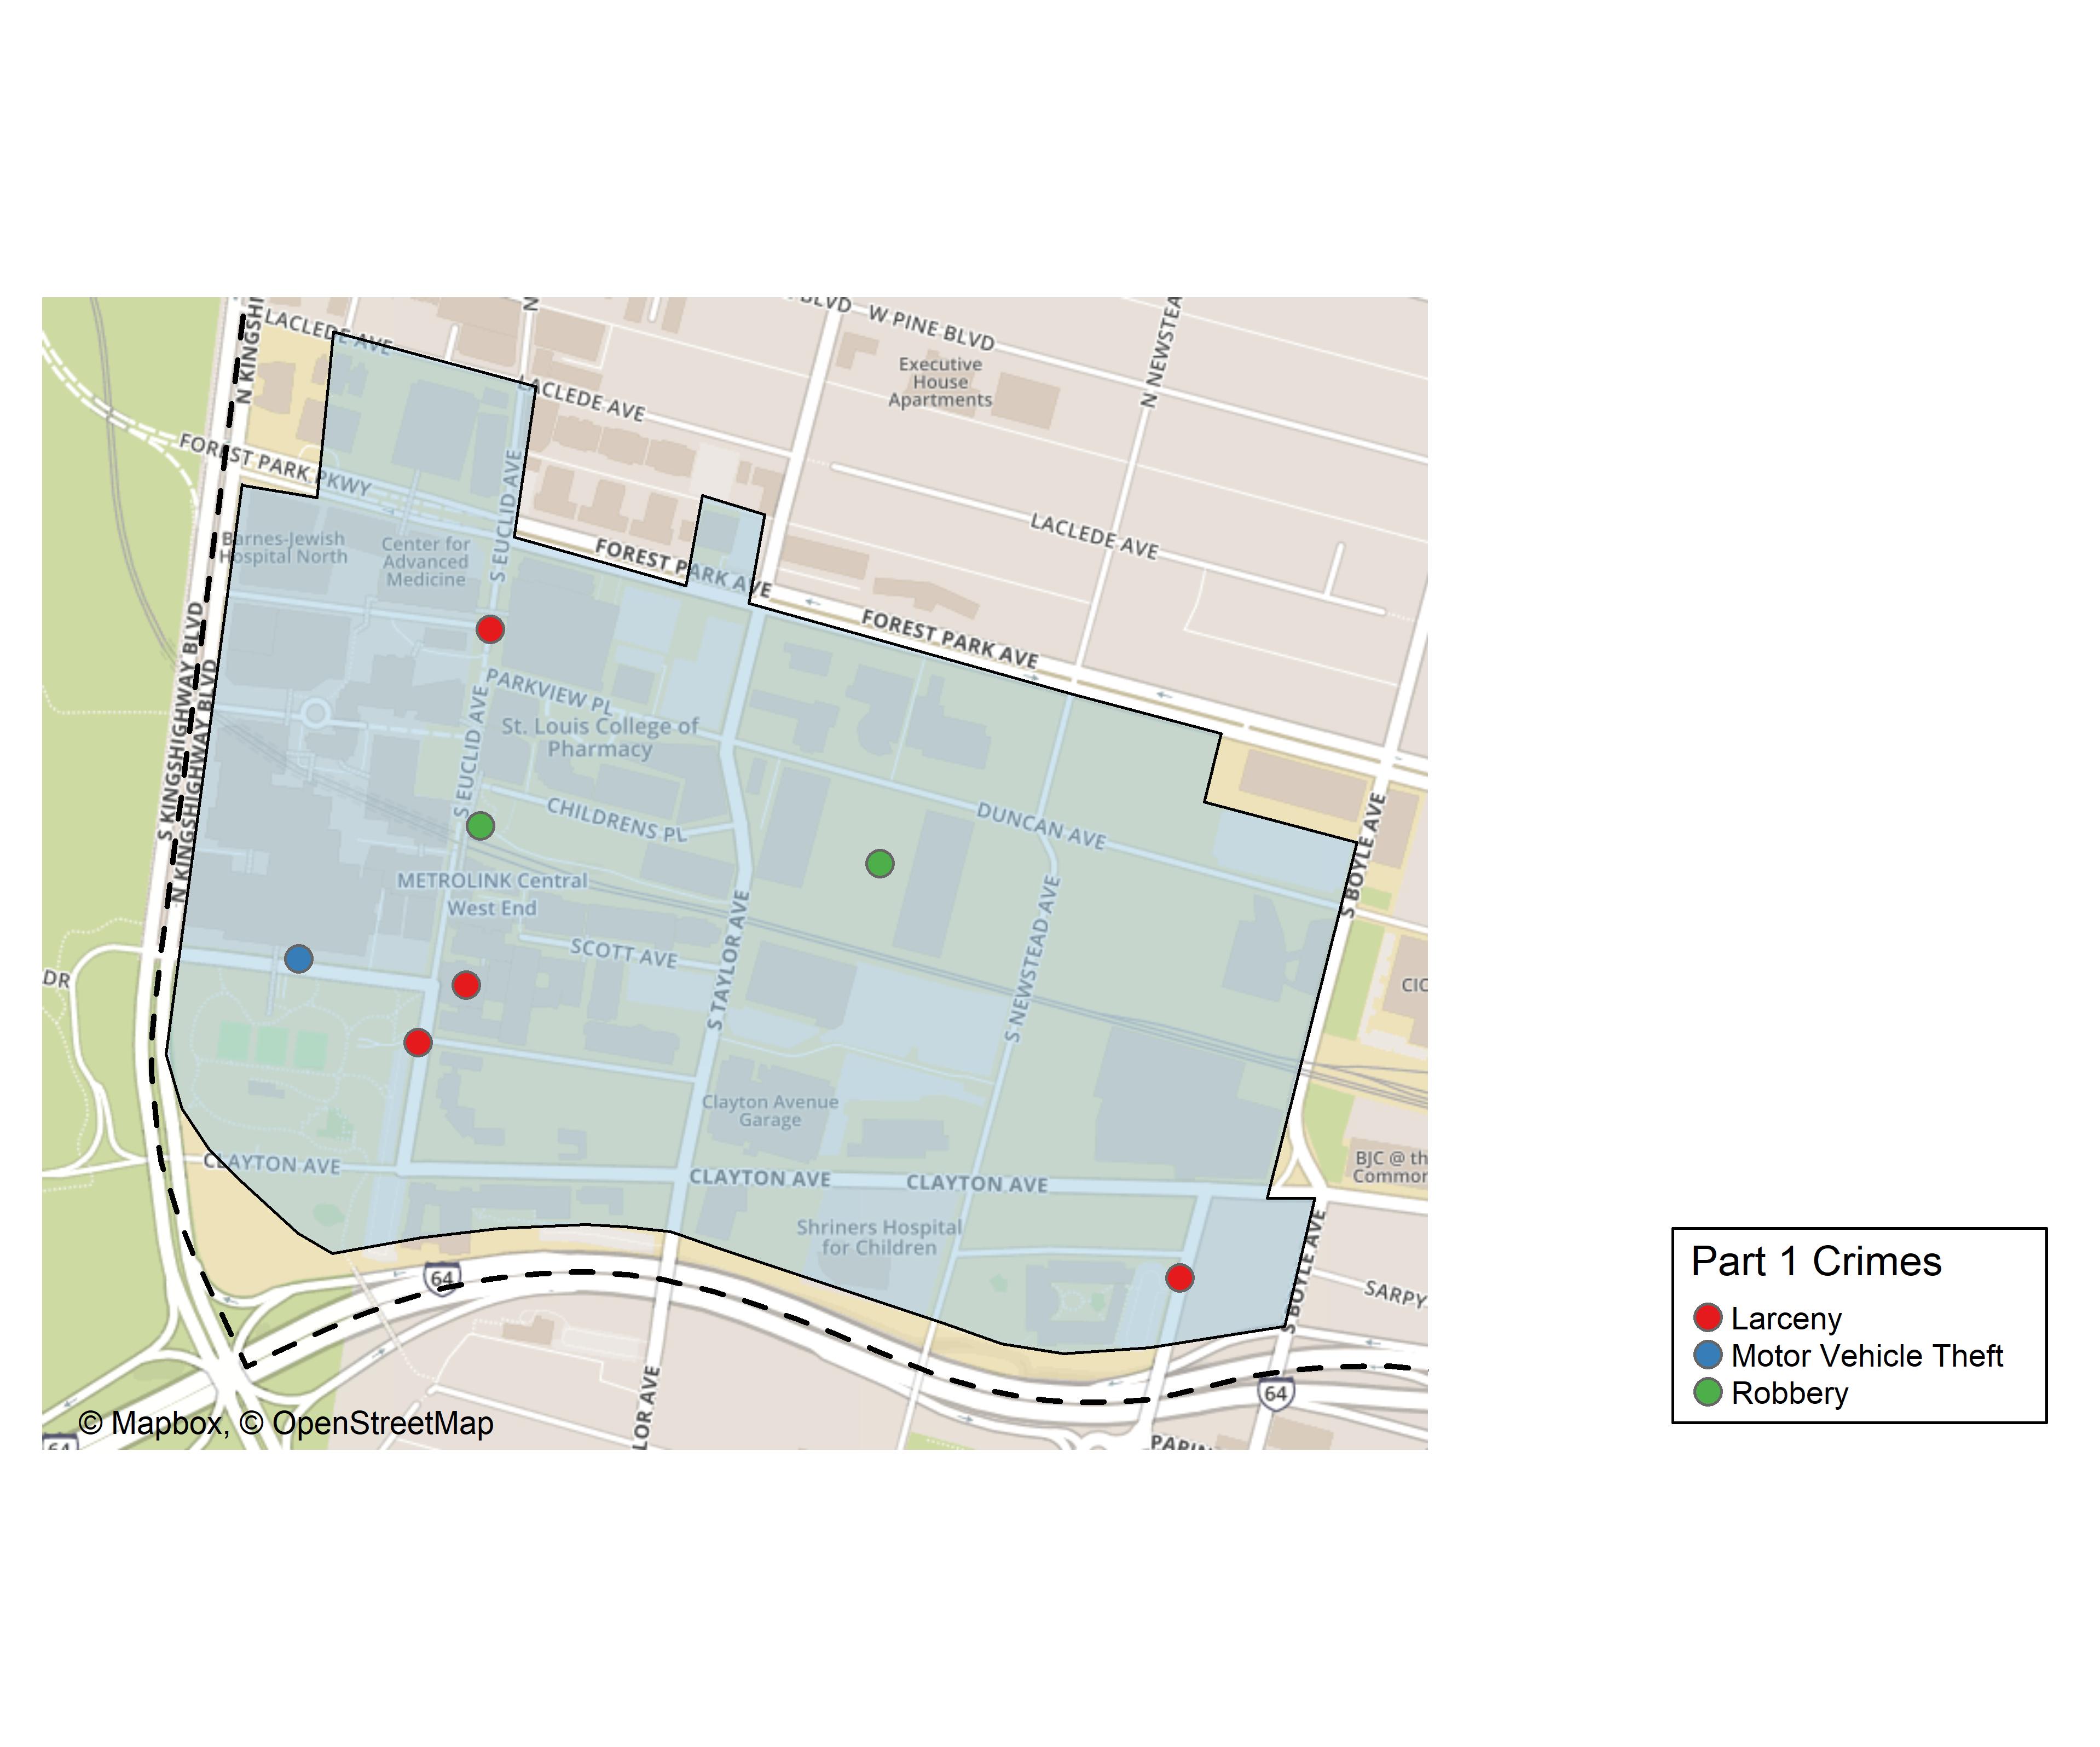 BLVD
W PINE BLVD
N NEWSTEA
N KINGSHI
LACLEDE AVE
N
Executive
House
Apartments
LACLEDE AVE
FOREST PARK PKWY
LACLEDE AVE
Barnes-Jewish
Hospital North
Center for
Advanced
Medicine
S EUCLID AVE
FOREST PARK AVE
FOREST PARK AVE
S KINGSHIGHWAY BLVD
N KINGSHIGHWAY BLVD
PARKVIEW PL
St. Louis College of
Pharmacy
S EUCLID AVE
CHILDRENS PL
DUNCAN AVE
S BOYLE AVE
METROLINK Central
West End
SCOTT AVE
S TAYLOR AVE
S NEWSTEAD AVE
DR
CIC
Clayton Avenue
Garage
CLAYTON AVE
CLAYTON AVE
CLAYTON AVE
BJC @ th
Common
Shriners Hospital
for Children
S BOYLE AVE
SARPY
64
64
LOR AVE
PAPIN
64
© Mapbox, © OpenStreetMap
Part 1 Crimes
Larceny
Motor Vehicle Theft
Robbery